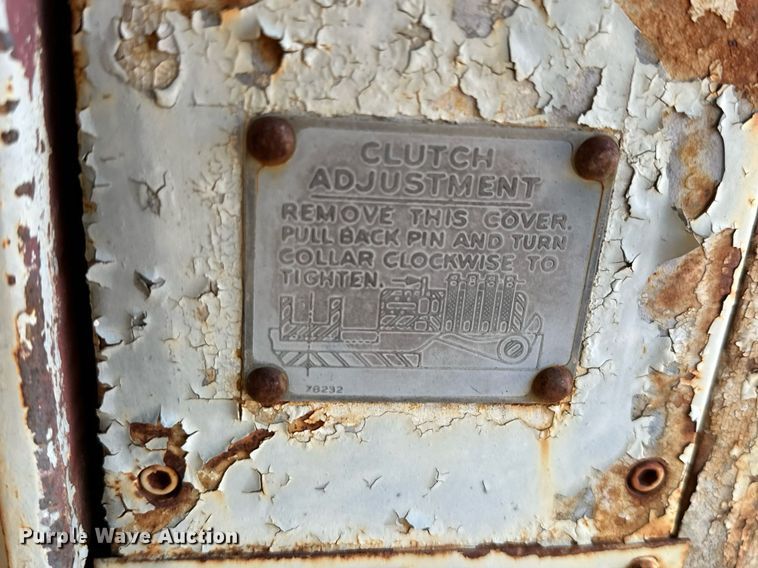 CLUTCH
ADJUSTMENT
REMOVE THIS COVER.
PULL BACK PIN AND TURN
COLLAR CLOCKWISE TO
TIGHTEN.
78232
Purple Wave Auction